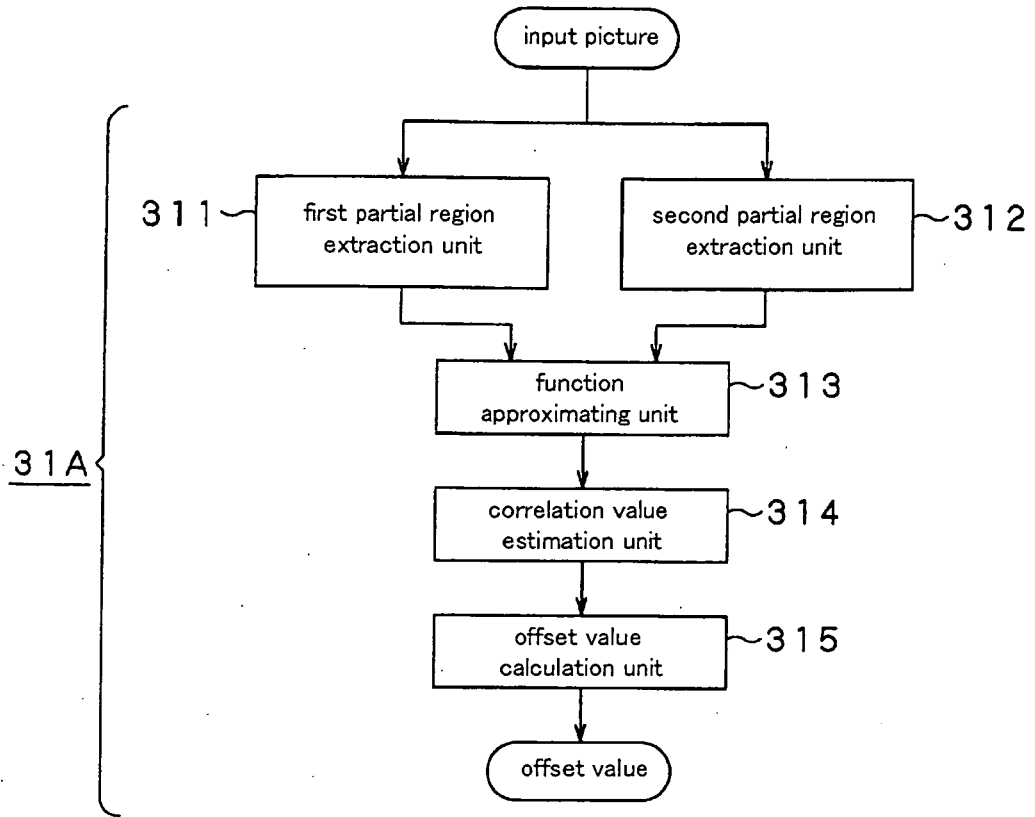 input picture
311
first partial region
extraction unit
second partial region
extraction unit
312
function
approximating unit
313
31A
correlation value
estimation unit
314
offset value
calculation unit
315
offset value